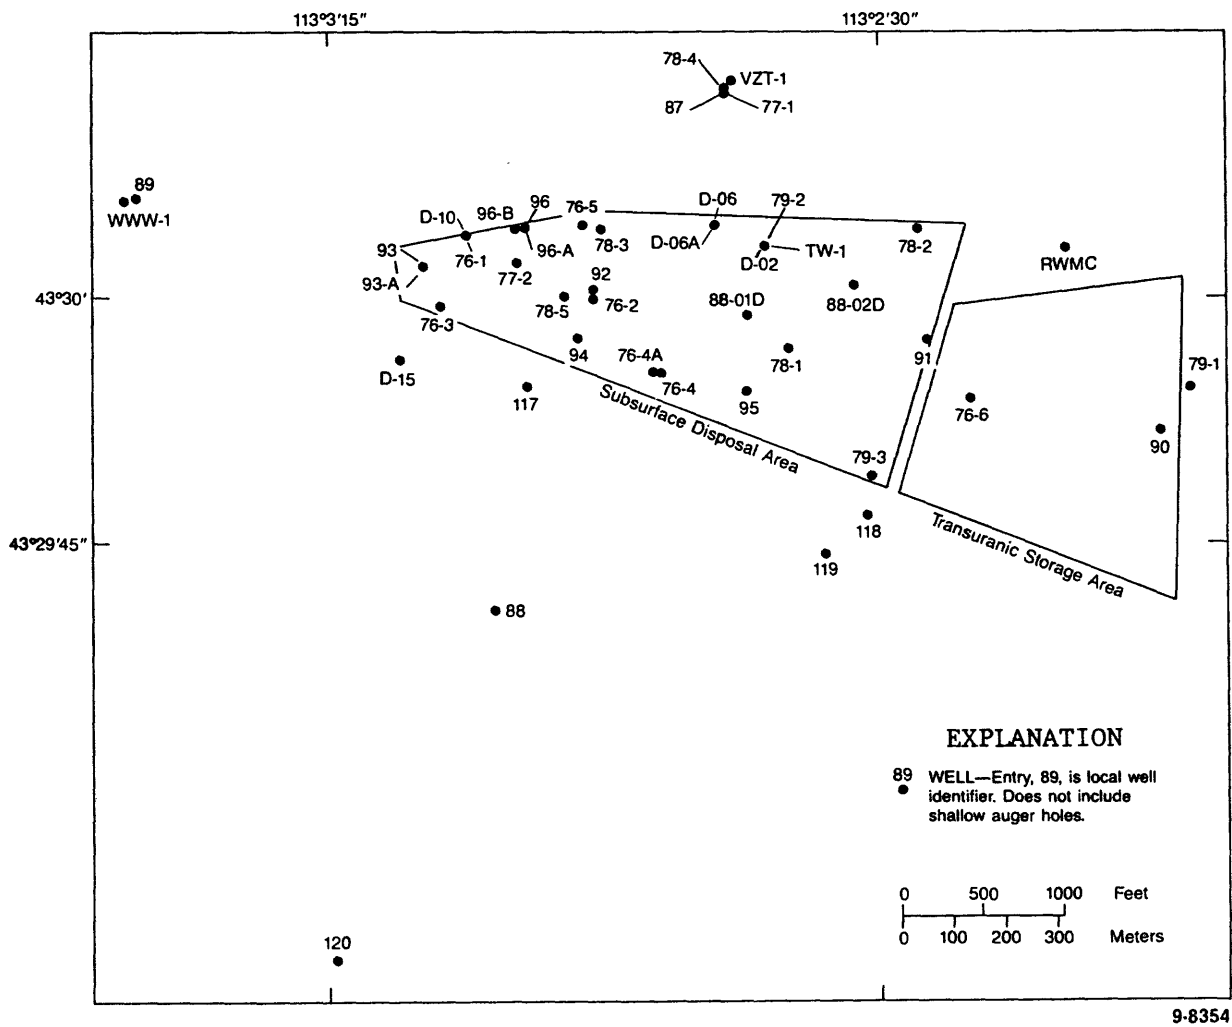 113°3'15"
113°2'30"
78-4
VZT-1
87
77-1
89
WWW-1
D-10
96-B
96
76-5
D-06
79-2
93
76-1
96-A
78-3
D-06A
D-02
TW-1
78-2
RWMC
93-A
77-2
92
43°30'
76-3
78-5
76-2
88-01D
88-02D
94
76-4A
78-1
91
79-1
D-15
117
76-4
95
76-6
90
Subsurface Disposal Area
79-3
118
43°29'45"
119
Transuranic Storage Area
88
EXPLANATION
89
WELL—Entry, 89, is local well
identifier. Does not include
shallow auger holes.
0 500 1000 Feet
0 100 200 300 Meters
120
9-8354